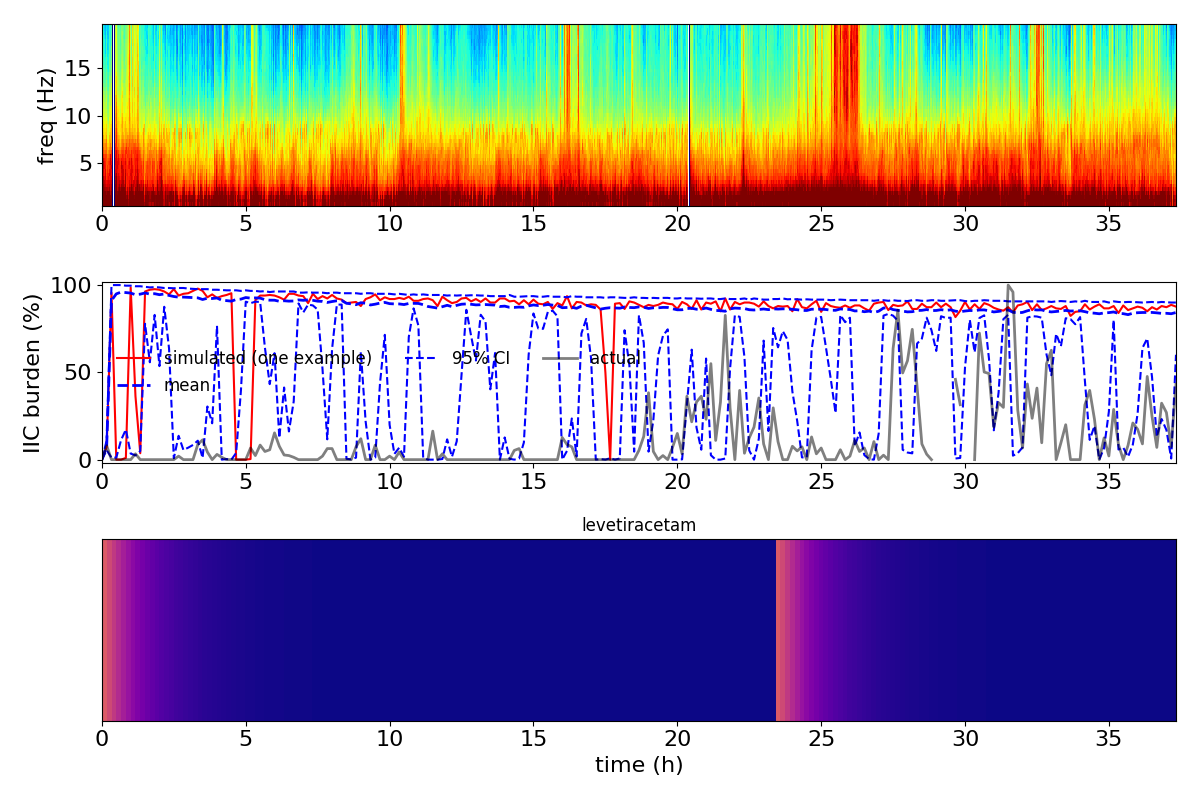 freq (Hz)
15
10
5
0 5 10 15 20 25 30 35
IIC burden (%)
100
50
0
simulated (one example) 95% CI actual
mean
0 5 10 15 20 25 30 35
levetiracetam
0 5 10 15 20 25 30 35
time (h)